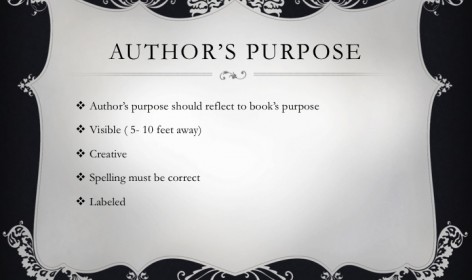 AUTHOR'S PURPOSE
❖ Author's purpose should reflect to book's purpose
❖ Visible ( 5- 10 feet away)
❖ Creative
❖ Spelling must be correct
❖ Labeled